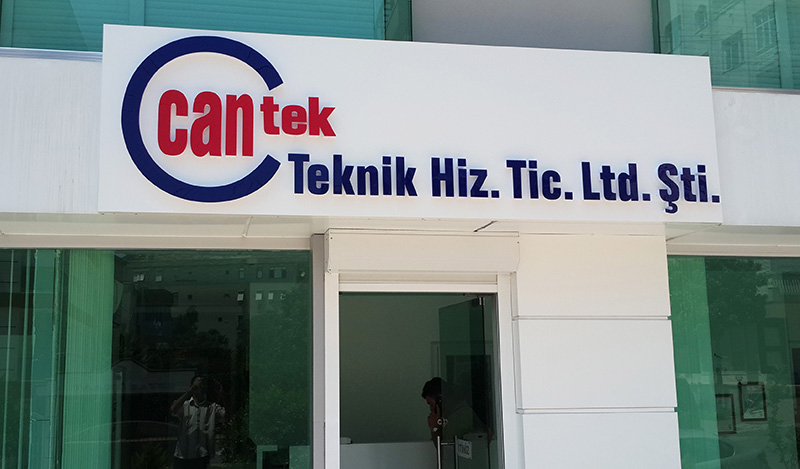 cantek
Teknik Hiz. Tic. Ltd. Şti.